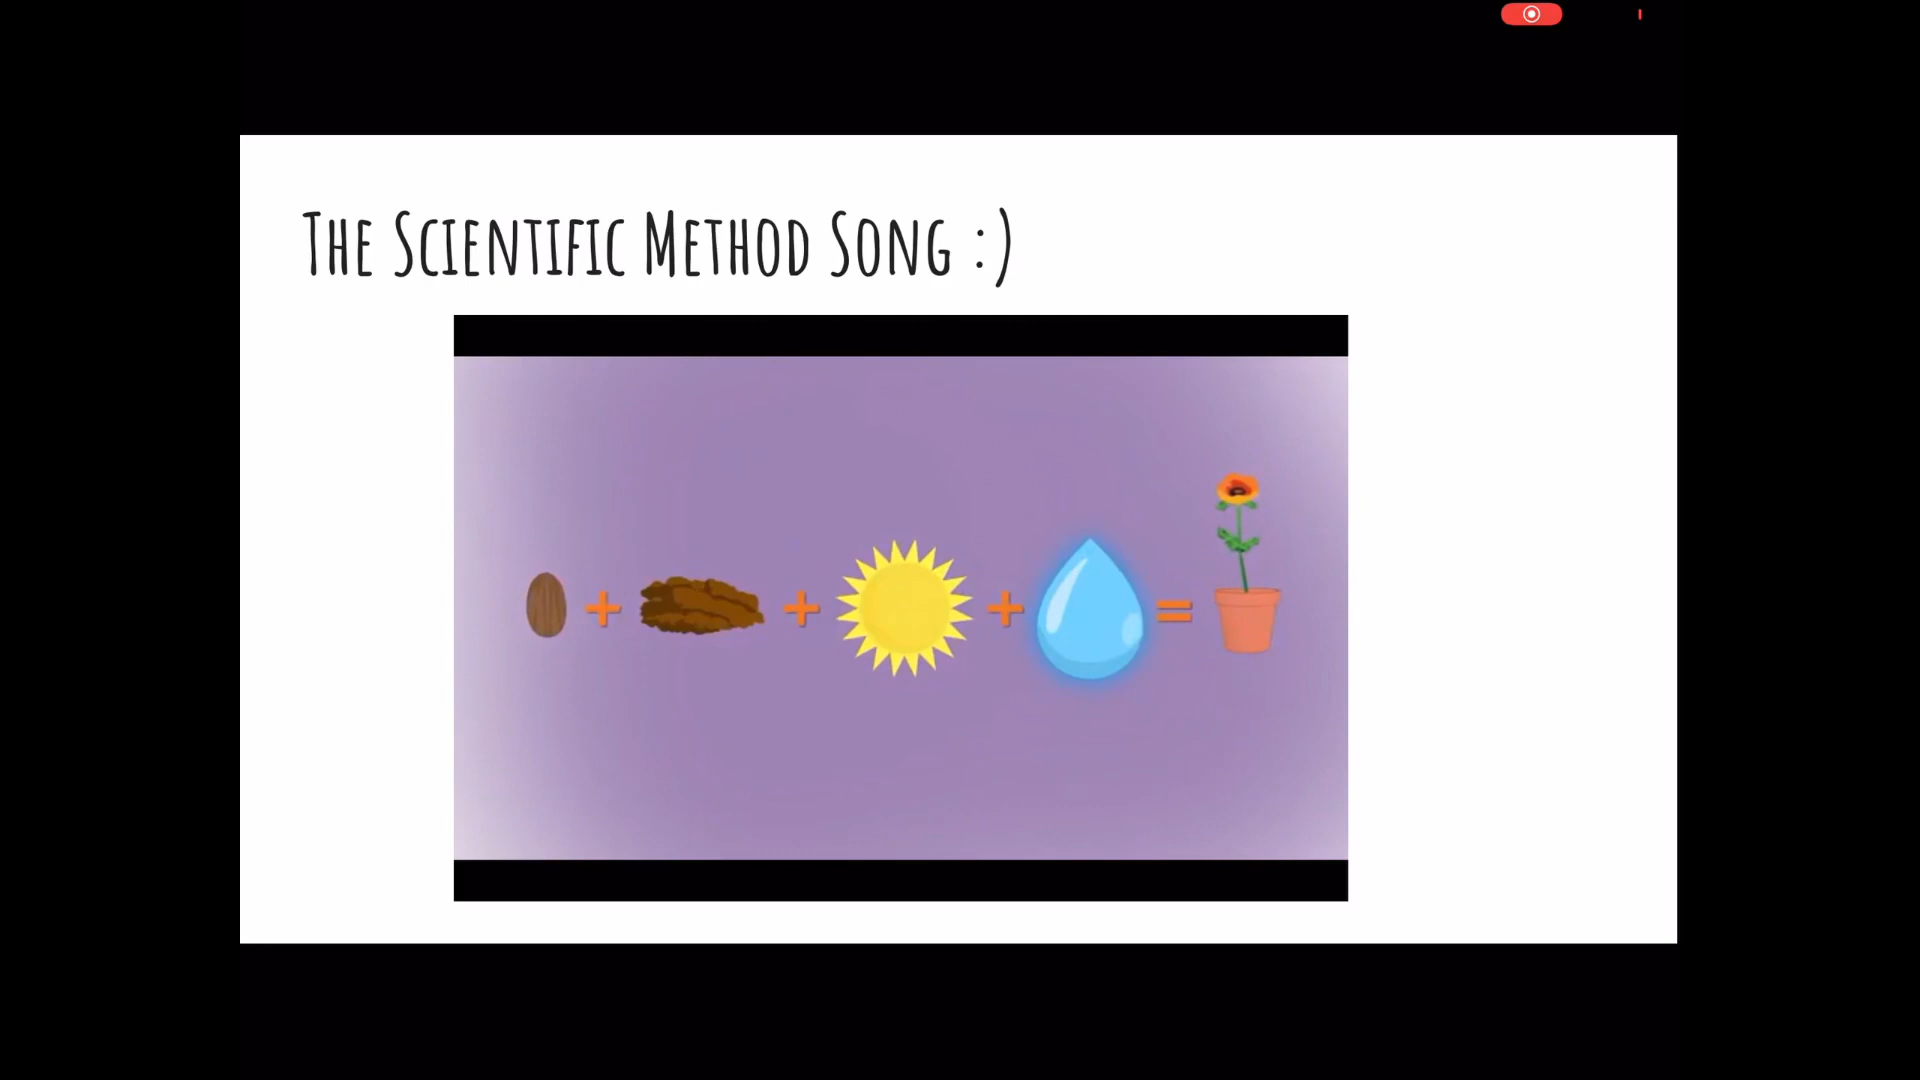 The Scientific Method Song :)
+ + + =